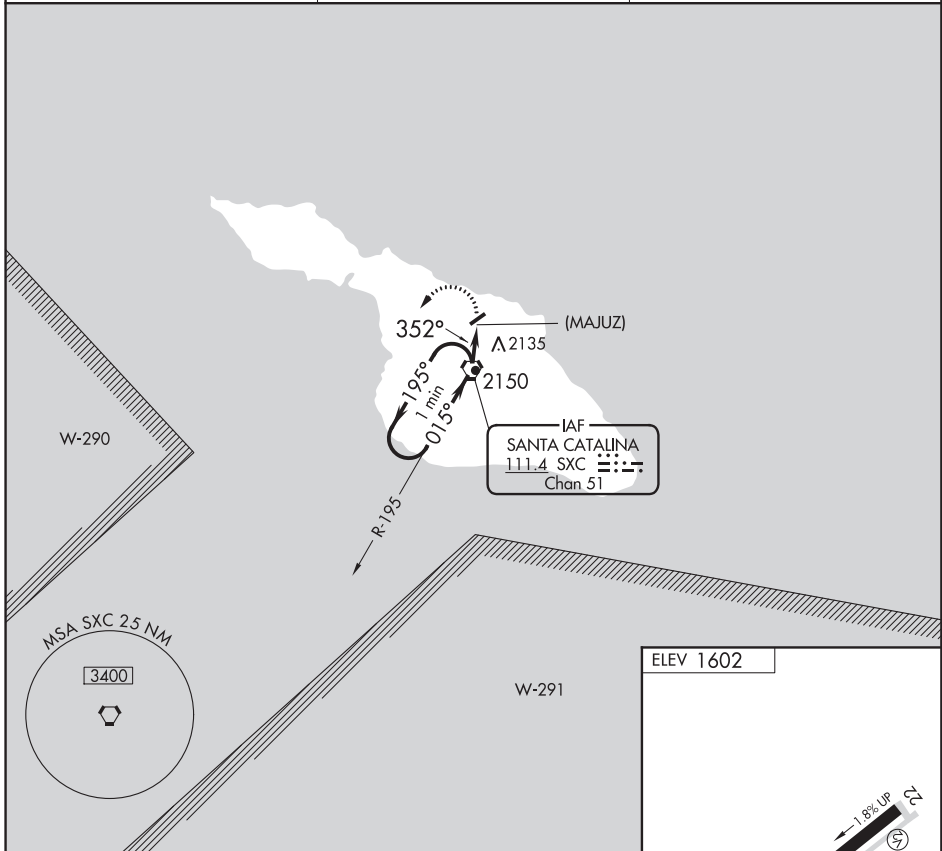 (MAJUZ)
352°
2135
2150
195°
1 min
015°
IAF
SANTA CATALINA
111.4 SXC
Chan 51
W-290
R-195
MSA SXC 25 NM
3400
W-291
ELEV 1602
1.8% UP
22